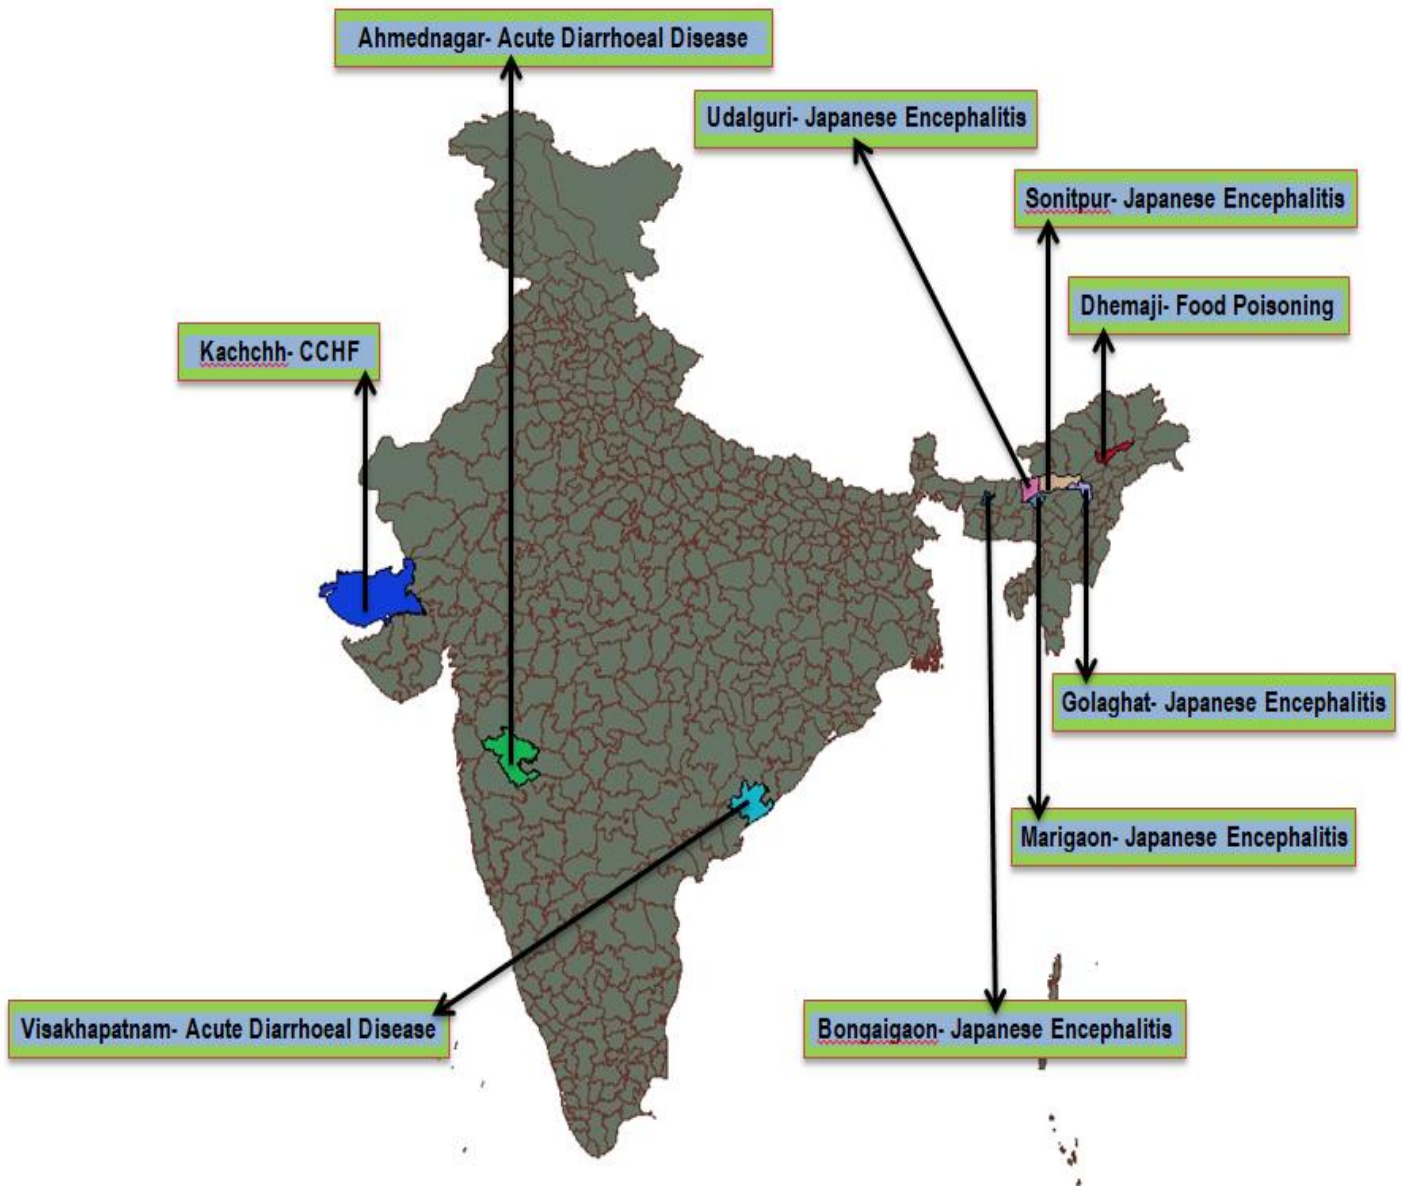 Ahmednagar- Acute Diarrhoeal Disease
Udalguri- Japanese Encephalitis
Sonitpur- Japanese Encephalitis
Dhemaji- Food Poisoning
Kachchh- CCHF
Golaghat- Japanese Encephalitis
Marigaon- Japanese Encephalitis
Visakhapatnam- Acute Diarrhoeal Disease
Bongaigaon- Japanese Encephalitis